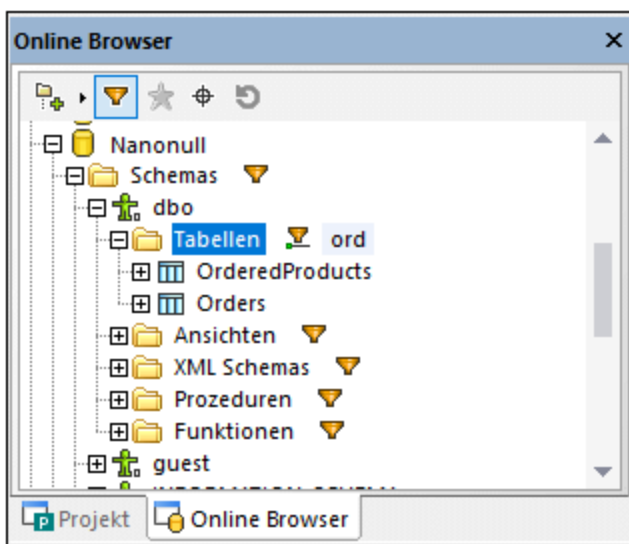 Online Browser
Nanonull
Schemas
dbo
Tabellen ord
OrderedProducts
Orders
Ansichten
XML Schemas
Prozeduren
Funktionen
guest
Projekt Online Browser